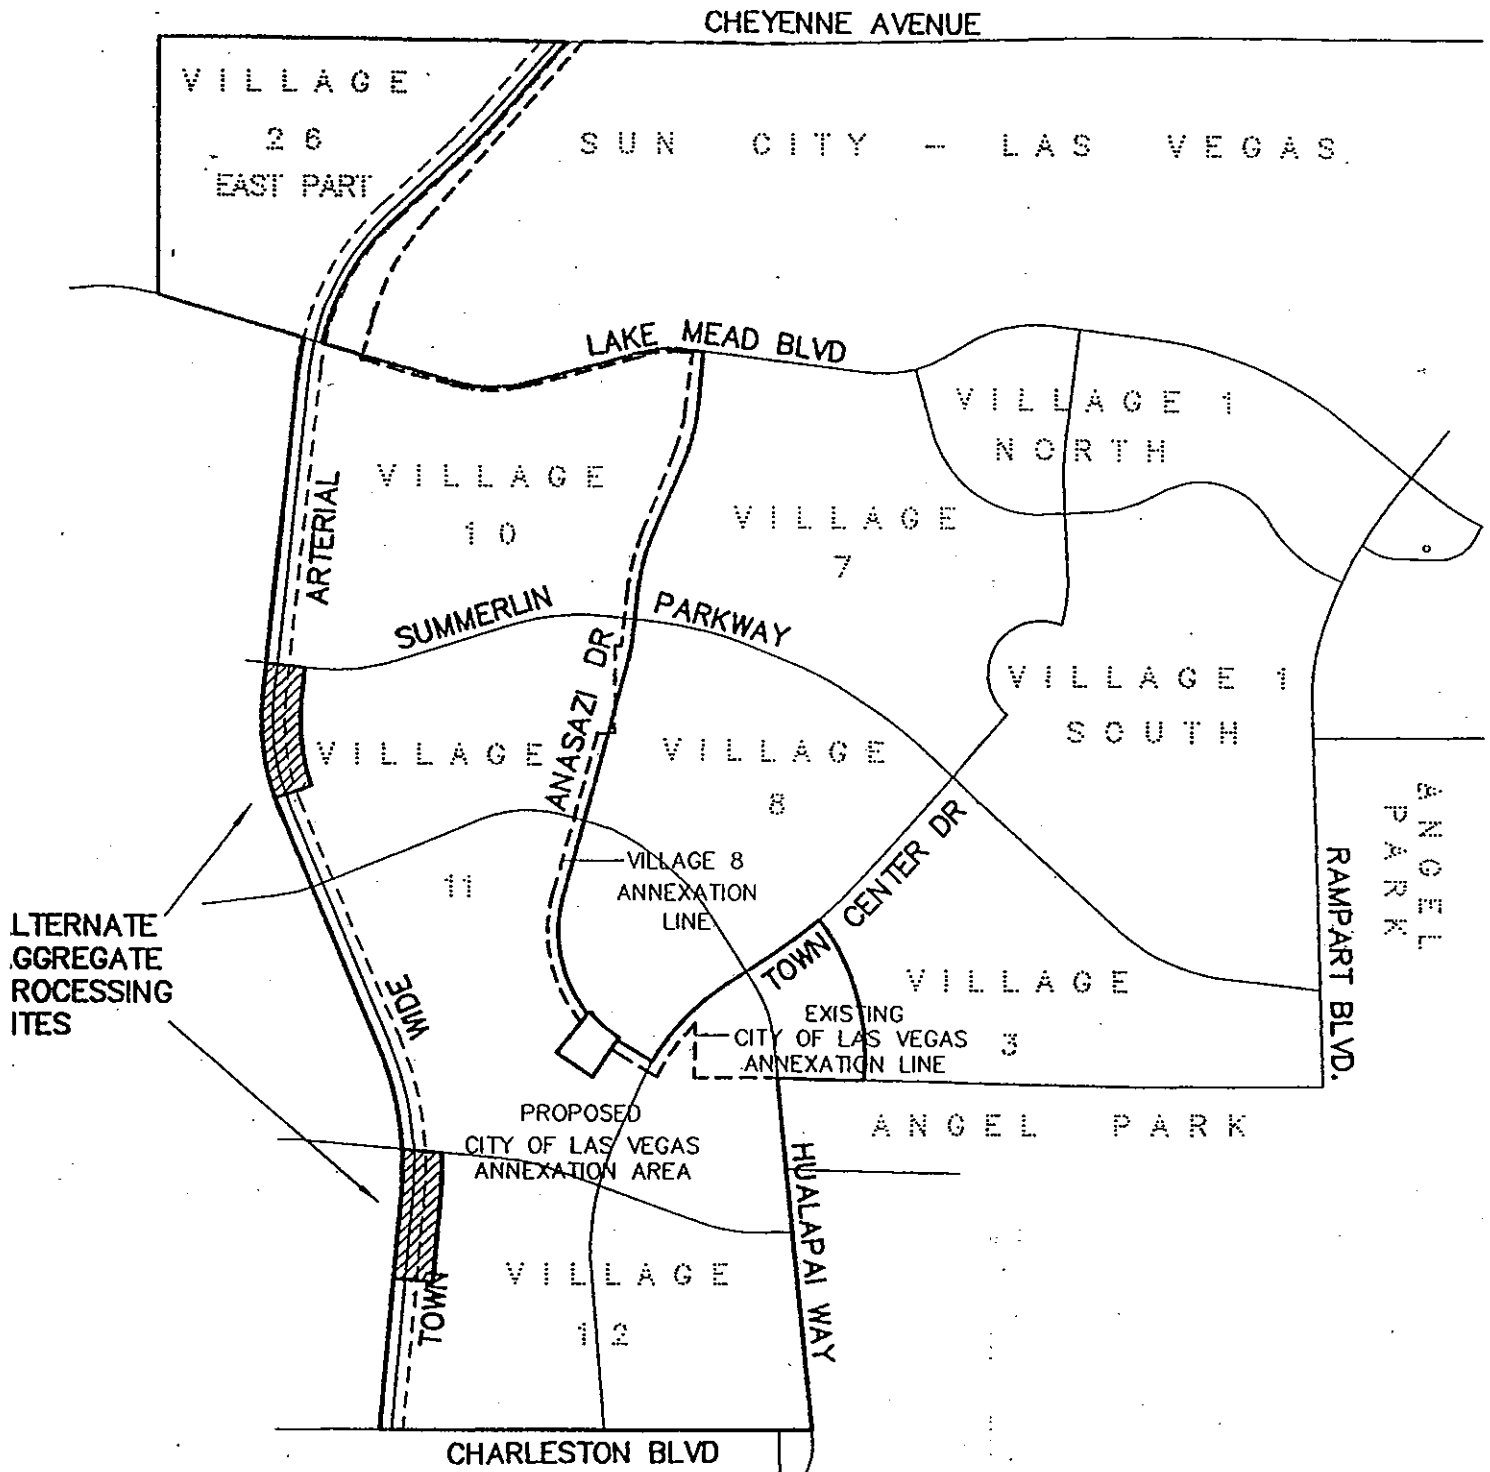 CHEYENNE AVENUE
VILLAGE
26
EAST PART
SUN CITY - LAS VEGAS
LAKE MEAD BLVD
VILLAGE 1
NORTH
VILLAGE
10
ARTERIAL
VILLAGE
7
SUMMERLIN PARKWAY
ANASAZI DR
VILLAGE 1
SOUTH
VILLAGE
11
VILLAGE
8
ANGEL
PARK
VILLAGE 8
ANNEXATION
LINE
TOWN CENTER DR
RAMPART BLVD.
LTERNATE
GGREGATE
ROCESSING
ITES
WIDE
VILLAGE
3
EXISTING
CITY OF LAS VEGAS
ANNEXATION LINE
PROPOSED
CITY OF LAS VEGAS
ANNEXATION AREA
ANGEL PARK
HUALAPAI WAY
VILLAGE
12
TOWN
CHARLESTON BLVD